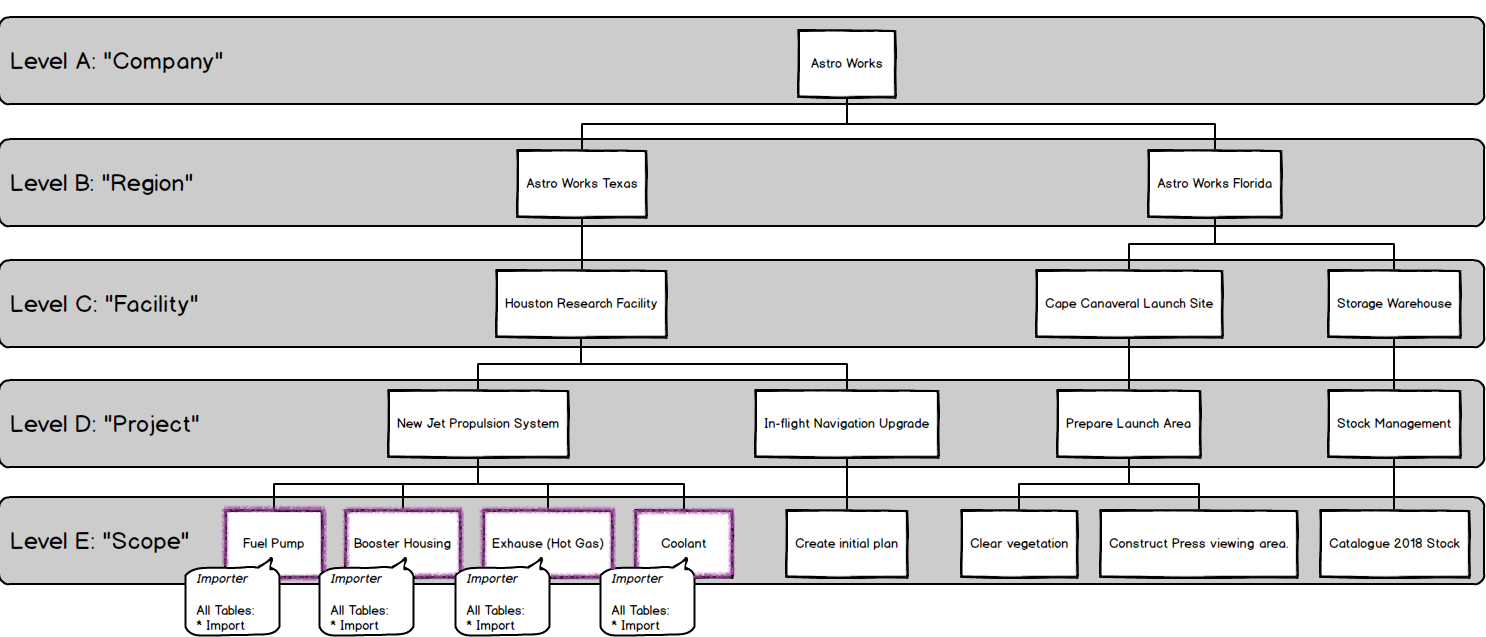 Level A: "Company"
Astro Works
Level B: "Region"
Astro Works Texas
Astro Works Florida
Level C: "Facility"
Houston Research Facility
Cape Canaveral Launch Site
Storage Warehouse
Level D: "Project"
New Jet Propulsion System
In-flight Navigation Upgrade
Prepare Launch Area
Stock Management
Level E: "Scope"
Fuel Pump
Booster Housing
Exhause (Hot Gas)
Coolant
Create initial plan
Clear vegetation
Construct Press viewing area.
Catalogue 2018 Stock
Importer
All Tables:
* Import
Importer
All Tables:
* Import
Importer
All Tables:
* Import
Importer
All Tables:
* Import